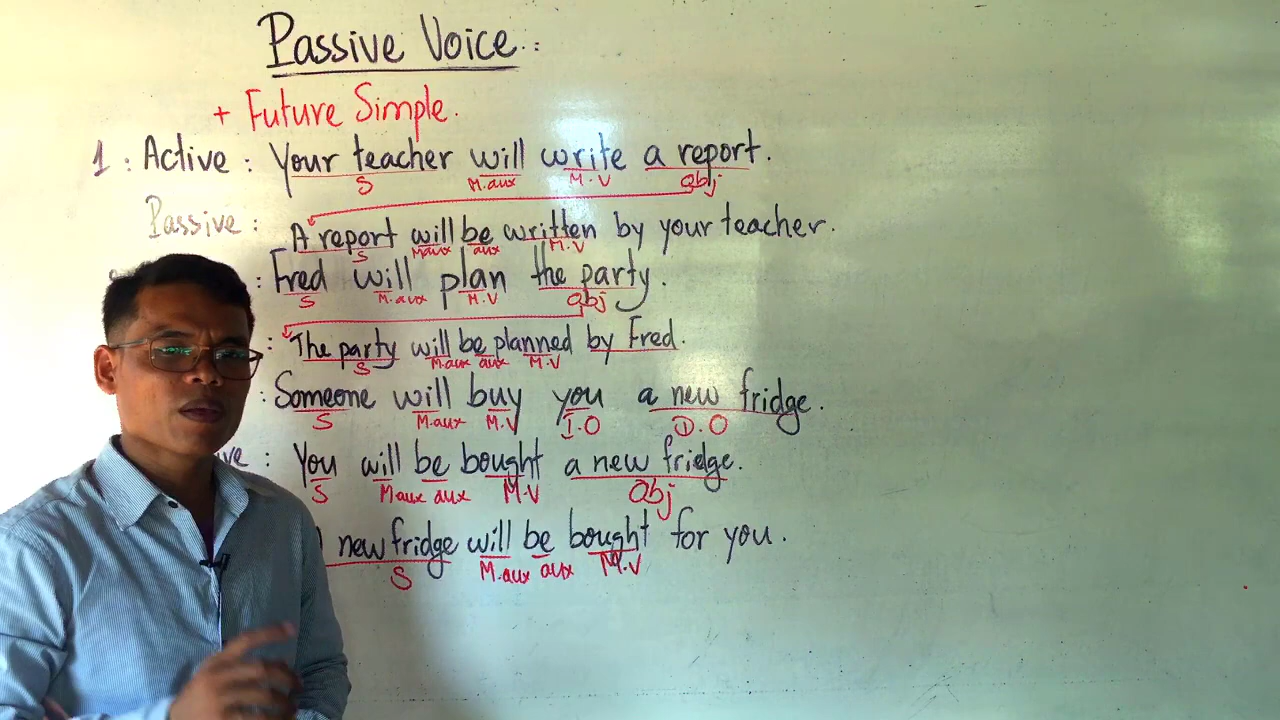 Passive Voice :
+ Future Simple.
1 : Active : Your teacher will write a report.
S M.aux M.V obj
Passive :
A report will be written by your teacher.
S M.aux aux M.V
: Fred will plan the party.
S M.aux M.V obj
: The party will be planned by Fred.
S M.aux aux M.V
: Someone will buy you a new fridge.
S M.aux M.V I.O D.O
ve : You will be bought a new fridge.
S M.aux aux M.V Obj
new fridge will be bought for you.
S M.aux aux M.V